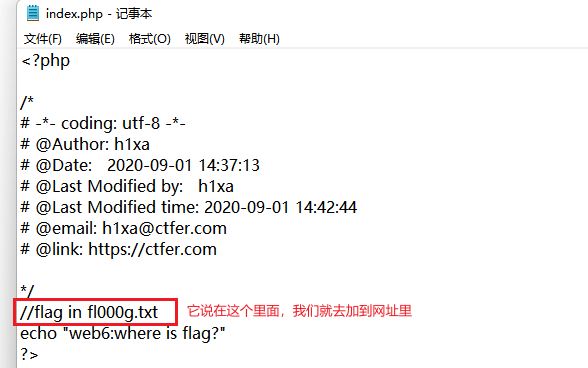 index.php - 记事本
文件(F) 编辑(E) 格式(O) 视图(V) 帮助(H)
<?php
/*
# -*- coding: utf-8 -*-
# @Author: h1xa
# @Date:   2020-09-01 14:37:13
# @Last Modified by:   h1xa
# @Last Modified time: 2020-09-01 14:42:44
# @email: h1xa@ctfer.com
# @link: https://ctfer.com
*/
//flag in fl000g.txt 它说在这个里面，我们就去加到网址里
echo "web6:where is flag?"
?>